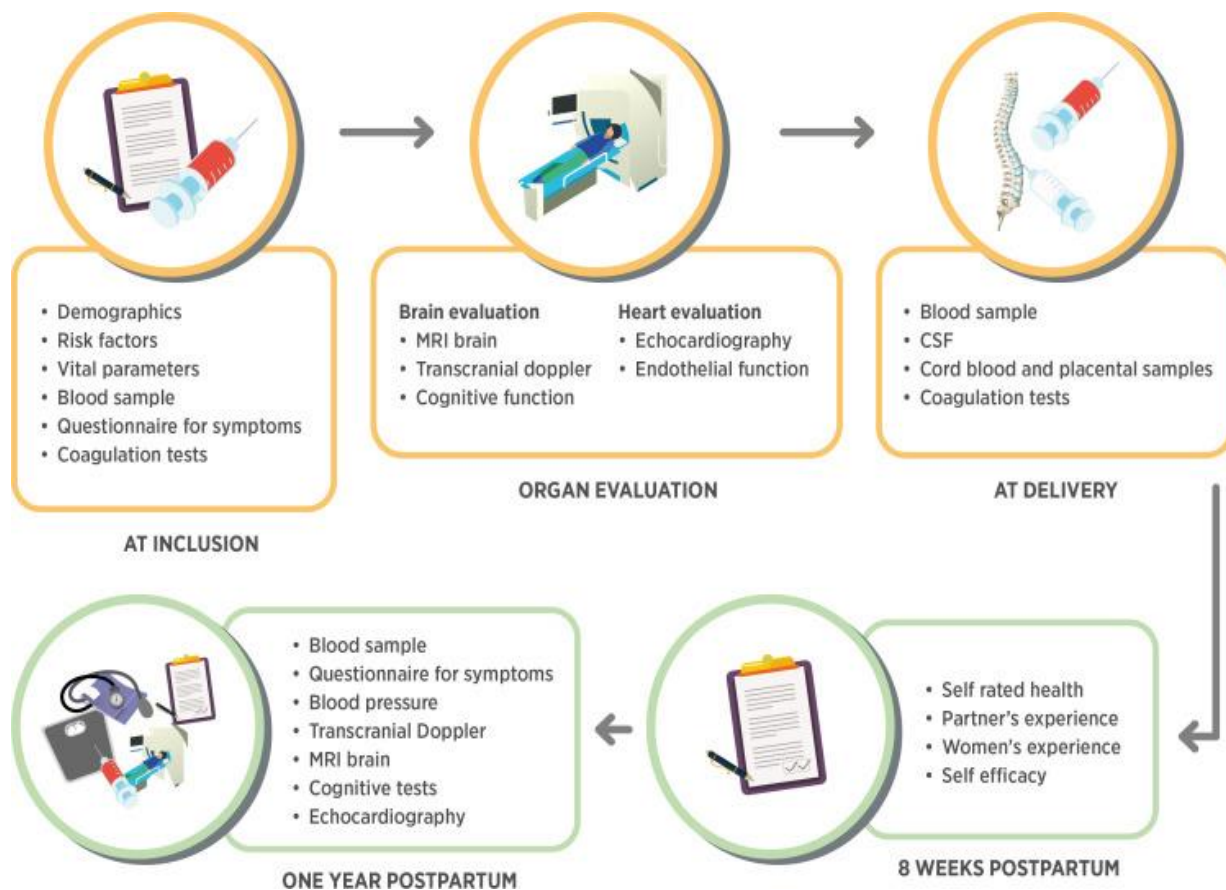 • Demographics
• Risk factors
• Vital parameters
• Blood sample
• Questionnaire for symptoms
• Coagulation tests
AT INCLUSION
Brain evaluation
• MRI brain
• Transcranial doppler
• Cognitive function
Heart evaluation
• Echocardiography
• Endothelial function
ORGAN EVALUATION
• Blood sample
• CSF
• Cord blood and placental samples
• Coagulation tests
AT DELIVERY
• Self rated health
• Partner's experience
• Women's experience
• Self efficacy
8 WEEKS POSTPARTUM
• Blood sample
• Questionnaire for symptoms
• Blood pressure
• Transcranial Doppler
• MRI brain
• Cognitive tests
• Echocardiography
ONE YEAR POSTPARTUM